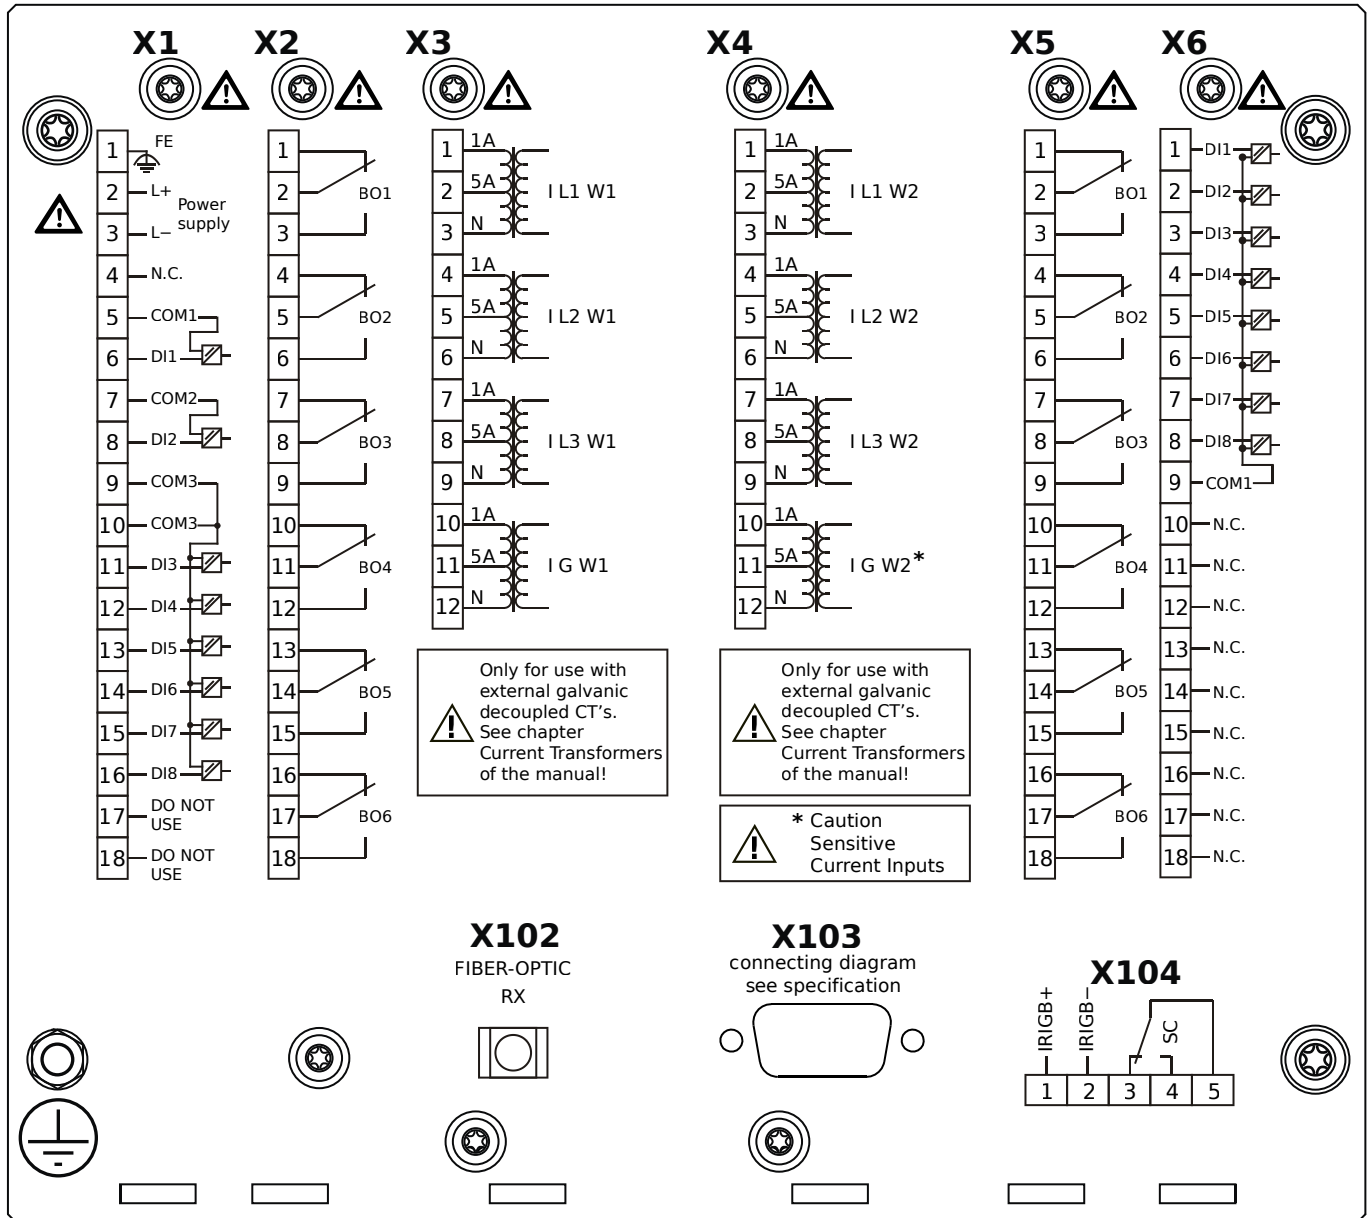 X1 X2 X3 X4 X5 X6
1 FE
2 L+
Power
supply
3 L−
4 N.C.
5 COM1
6 DI1
7 COM2
8 DI2
9 COM3
10 COM3
11 DI3
12 DI4
13 DI5
14 DI6
15 DI7
16 DI8
17 DO NOT
USE
18 DO NOT
USE
1
2 BO1
3
4
5 BO2
6
7
8 BO3
9
10
11 BO4
12
13
14 BO5
15
16
17 BO6
18
1 1A
2 5A I L1 W1
3 N
4 1A
5 5A I L2 W1
6 N
7 1A
8 5A I L3 W1
9 N
10 1A
11 5A I G W1
12 N
Only for use with
external galvanic
decoupled CT's.
See chapter
Current Transformers
of the manual!
1 1A
2 5A I L1 W2
3 N
4 1A
5 5A I L2 W2
6 N
7 1A
8 5A I L3 W2
9 N
10 1A
11 5A I G W2*
12 N
Only for use with
external galvanic
decoupled CT's.
See chapter
Current Transformers
of the manual!
* Caution
Sensitive
Current Inputs
1
2 BO1
3
4
5 BO2
6
7
8 BO3
9
10
11 BO4
12
13
14 BO5
15
16
17 BO6
18
1 DI1
2 DI2
3 DI3
4 DI4
5 DI5
6 DI6
7 DI7
8 DI8
9 COM1
10 N.C.
11 N.C.
12 N.C.
13 N.C.
14 N.C.
15 N.C.
16 N.C.
17 N.C.
18 N.C.
X102
FIBER-OPTIC
RX
X103
connecting diagram
see specification
X104
IRIGB+
IRIGB−
SC
1 2 3 4 5